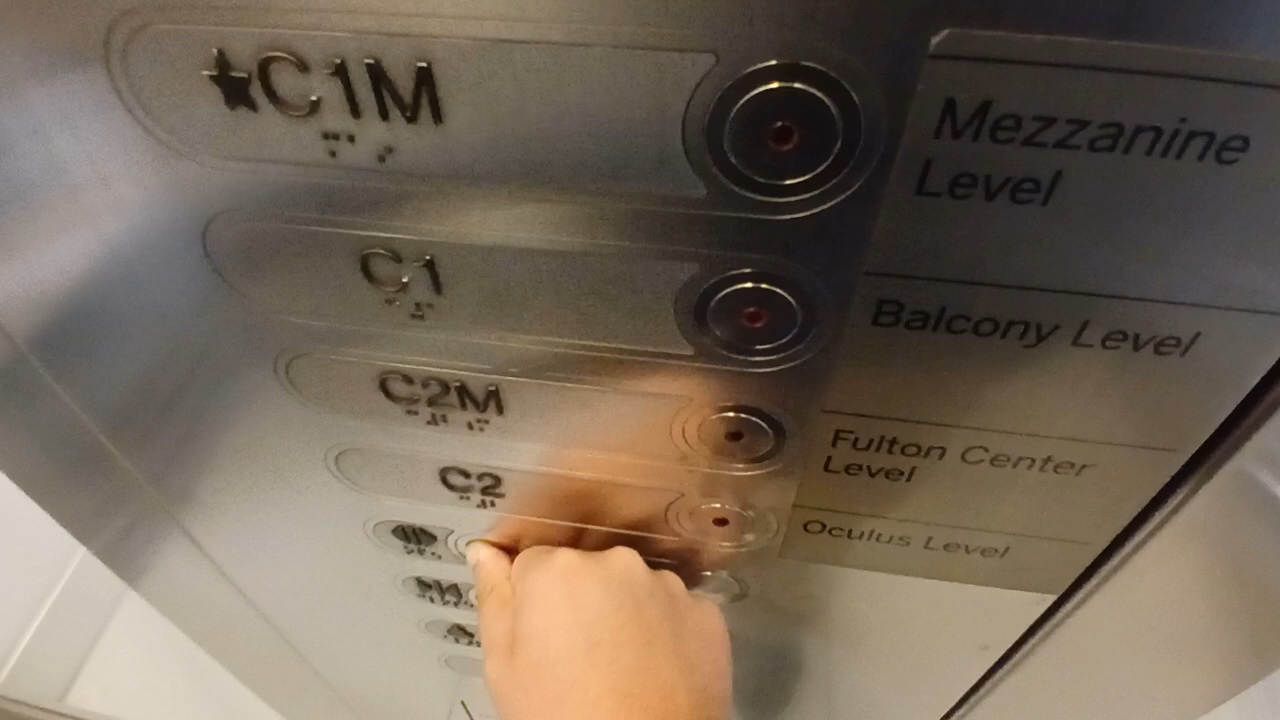 ★C1M
Mezzanine
Level
C1
Balcony Level
C2M
Fulton Center
Level
C2
Oculus Level